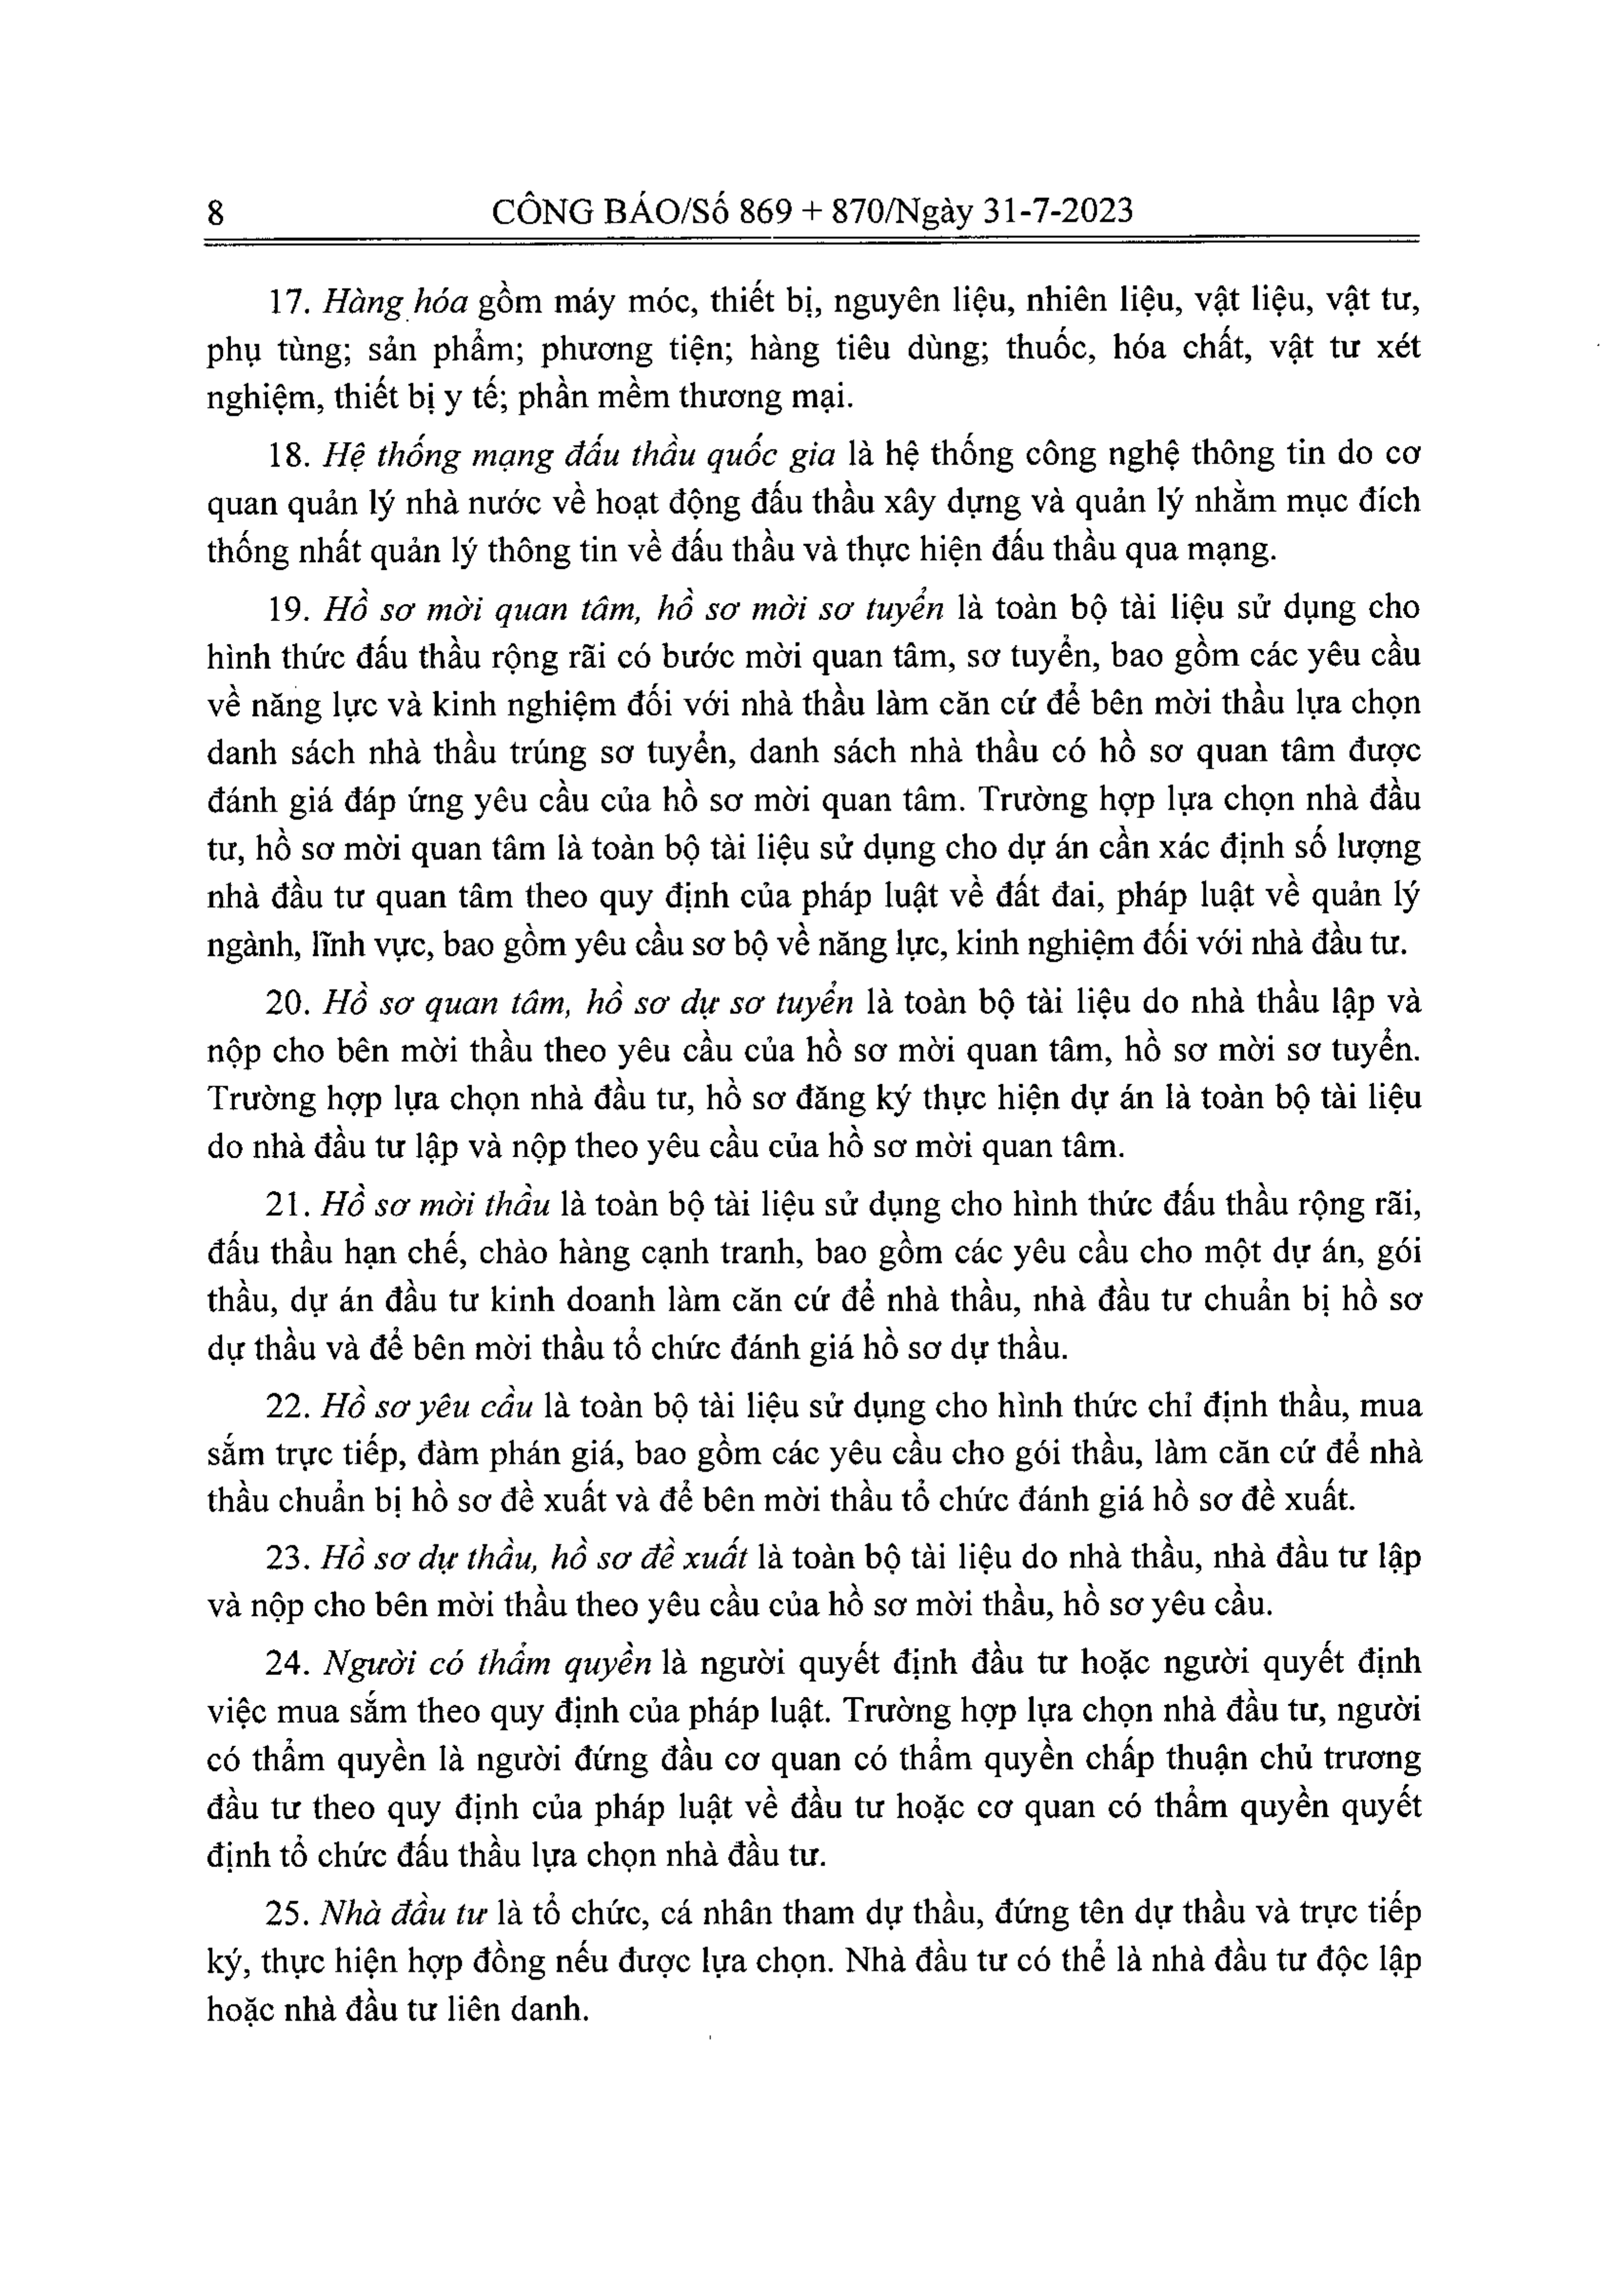 8 CÔNG BÁO/Số 869 + 870/Ngày 31-7-2023
17. Hàng hóa gồm máy móc, thiết bị, nguyên liệu, nhiên liệu, vật liệu, vật tư,
phụ tùng; sản phẩm; phương tiện; hàng tiêu dùng; thuốc, hóa chất, vật tư xét
nghiệm, thiết bị y tế; phần mềm thương mại.
18. Hệ thống mạng đấu thầu quốc gia là hệ thống công nghệ thông tin do cơ
quan quản lý nhà nước về hoạt động đấu thầu xây dựng và quản lý nhằm mục đích
thống nhất quản lý thông tin về đấu thầu và thực hiện đấu thầu qua mạng.
19. Hồ sơ mời quan tâm, hồ sơ mời sơ tuyển là toàn bộ tài liệu sử dụng cho
hình thức đấu thầu rộng rãi có bước mời quan tâm, sơ tuyển, bao gồm các yêu cầu
về năng lực và kinh nghiệm đối với nhà thầu làm căn cứ để bên mời thầu lựa chọn
danh sách nhà thầu trúng sơ tuyển, danh sách nhà thầu có hồ sơ quan tâm được
đánh giá đáp ứng yêu cầu của hồ sơ mời quan tâm. Trường hợp lựa chọn nhà đầu
tư, hồ sơ mời quan tâm là toàn bộ tài liệu sử dụng cho dự án cần xác định số lượng
nhà đầu tư quan tâm theo quy định của pháp luật về đất đai, pháp luật về quản lý
ngành, lĩnh vực, bao gồm yêu cầu sơ bộ về năng lực, kinh nghiệm đối với nhà đầu tư.
20. Hồ sơ quan tâm, hồ sơ dự sơ tuyển là toàn bộ tài liệu do nhà thầu lập và
nộp cho bên mời thầu theo yêu cầu của hồ sơ mời quan tâm, hồ sơ mời sơ tuyển.
Trường hợp lựa chọn nhà đầu tư, hồ sơ đăng ký thực hiện dự án là toàn bộ tài liệu
do nhà đầu tư lập và nộp theo yêu cầu của hồ sơ mời quan tâm.
21. Hồ sơ mời thầu là toàn bộ tài liệu sử dụng cho hình thức đấu thầu rộng rãi,
đấu thầu hạn chế, chào hàng cạnh tranh, bao gồm các yêu cầu cho một dự án, gói
thầu, dự án đầu tư kinh doanh làm căn cứ để nhà thầu, nhà đầu tư chuẩn bị hồ sơ
dự thầu và để bên mời thầu tổ chức đánh giá hồ sơ dự thầu.
22. Hồ sơ yêu cầu là toàn bộ tài liệu sử dụng cho hình thức chỉ định thầu, mua
sắm trực tiếp, đàm phán giá, bao gồm các yêu cầu cho gói thầu, làm căn cứ để nhà
thầu chuẩn bị hồ sơ đề xuất và để bên mời thầu tổ chức đánh giá hồ sơ đề xuất.
23. Hồ sơ dự thầu, hồ sơ đề xuất là toàn bộ tài liệu do nhà thầu, nhà đầu tư lập
và nộp cho bên mời thầu theo yêu cầu của hồ sơ mời thầu, hồ sơ yêu cầu.
24. Người có thẩm quyền là người quyết định đầu tư hoặc người quyết định
việc mua sắm theo quy định của pháp luật. Trường hợp lựa chọn nhà đầu tư, người
có thẩm quyền là người đứng đầu cơ quan có thẩm quyền chấp thuận chủ trương
đầu tư theo quy định của pháp luật về đầu tư hoặc cơ quan có thẩm quyền quyết
định tổ chức đấu thầu lựa chọn nhà đầu tư.
25. Nhà đầu tư là tổ chức, cá nhân tham dự thầu, đứng tên dự thầu và trực tiếp
ký, thực hiện hợp đồng nếu được lựa chọn. Nhà đầu tư có thể là nhà đầu tư độc lập
hoặc nhà đầu tư liên danh.